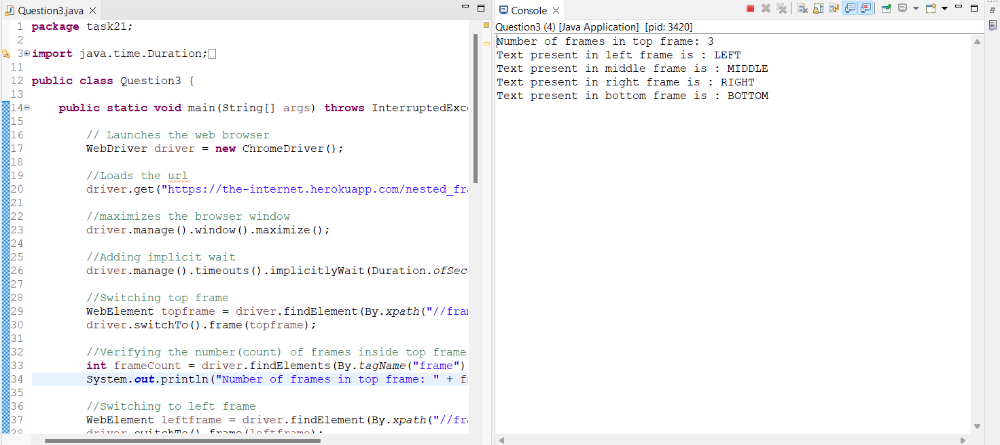 Question3.java
1 package task21;
2
3 import java.time.Duration;
11
12 public class Question3 {
13
14 public static void main(String[] args) throws InterruptedExc
15
16 // Launches the web browser
17 WebDriver driver = new ChromeDriver();
18
19 //Loads the url
20 driver.get("https://the-internet.herokuapp.com/nested_fra
21
22 //maximizes the browser window
23 driver.manage().window().maximize();
24
25 //Adding implicit wait
26 driver.manage().timeouts().implicitlyWait(Duration.ofSec
27
28 //Switching top frame
29 WebElement topframe = driver.findElement(By.xpath("//fram
30 driver.switchTo().frame(topframe);
31
32 //Verifying the number(count) of frames inside top frame
33 int frameCount = driver.findElements(By.tagName("frame")
34 System.out.println("Number of frames in top frame: " + f
35
36 //Switching to left frame
37 WebElement leftframe = driver.findElement(By.xpath("//fra
38 driver.switchTo().frame(leftframe);
Console
Question3 (4) [Java Application] [pid: 3420]
Number of frames in top frame: 3
Text present in left frame is : LEFT
Text present in middle frame is : MIDDLE
Text present in right frame is : RIGHT
Text present in bottom frame is : BOTTOM